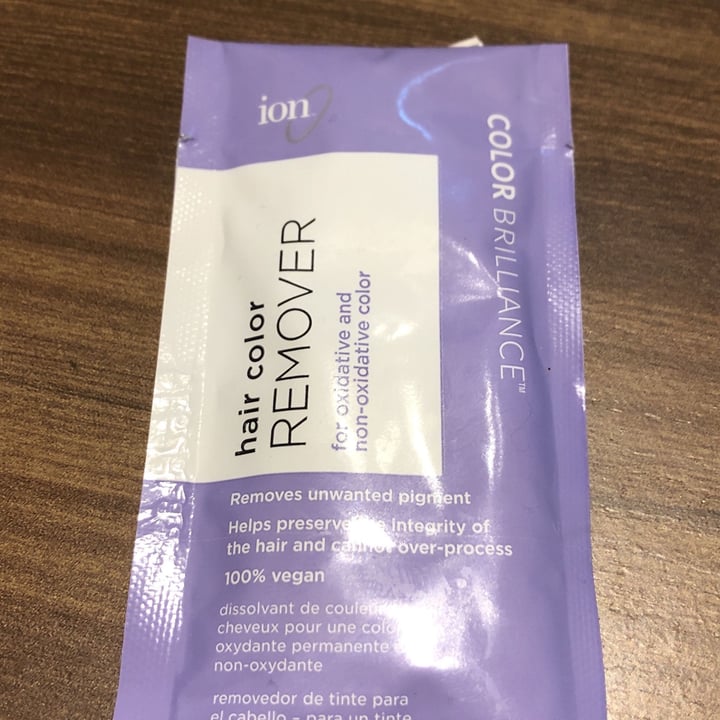 ion
COLOR BRILLIANCE™
hair color
REMOVER
for oxidative and
non-oxidative color
Removes unwanted pigment
Helps preserve integrity of
the hair and cannot over-process
100% vegan
dissolvant de
cheveux pour une
oxydante permanente
non-oxydante
removedor de tinte para
el cabello – para un tinte